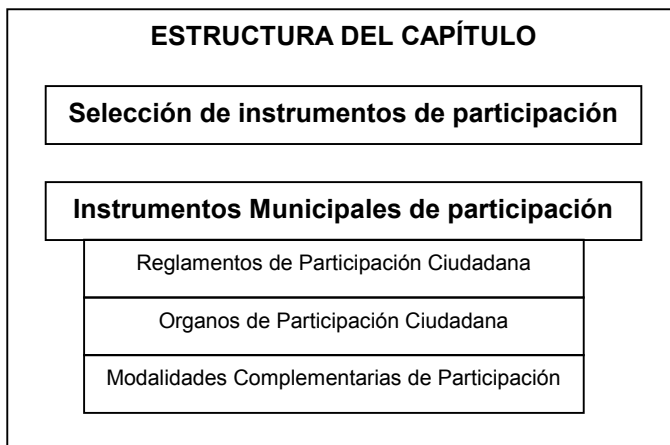 ESTRUCTURA DEL CAPÍTULO
Selección de instrumentos de participación
Instrumentos Municipales de participación
Reglamentos de Participación Ciudadana
Organos de Participación Ciudadana
Modalidades Complementarias de Participación